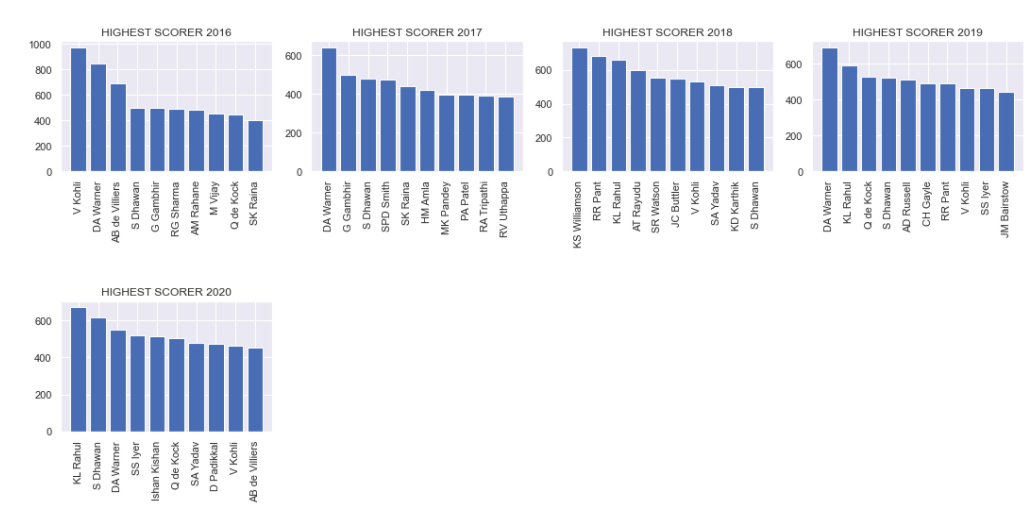 HIGHEST SCORER 2016
1000
800
600
400
200
0
V Kohli
DA Warner
AB de Villiers
S Dhawan
G Gambhir
RG Sharma
AM Rahane
M Vijay
Q de Kock
SK Raina
HIGHEST SCORER 2017
600
400
200
0
DA Warner
G Gambhir
S Dhawan
SPD Smith
SK Raina
HM Amla
MK Pandey
PA Patel
RA Tripathi
RV Uthappa
HIGHEST SCORER 2018
600
400
200
0
KS Williamson
RR Pant
KL Rahul
AT Rayudu
SR Watson
JC Buttler
V Kohli
SA Yadav
KD Karthik
S Dhawan
HIGHEST SCORER 2019
600
400
200
0
DA Warner
KL Rahul
Q de Kock
S Dhawan
AD Russell
CH Gayle
RR Pant
V Kohli
SS Iyer
JM Bairstow
HIGHEST SCORER 2020
600
400
200
0
KL Rahul
S Dhawan
DA Warner
SS Iyer
Ishan Kishan
Q de Kock
SA Yadav
D Padikkal
V Kohli
AB de Villiers